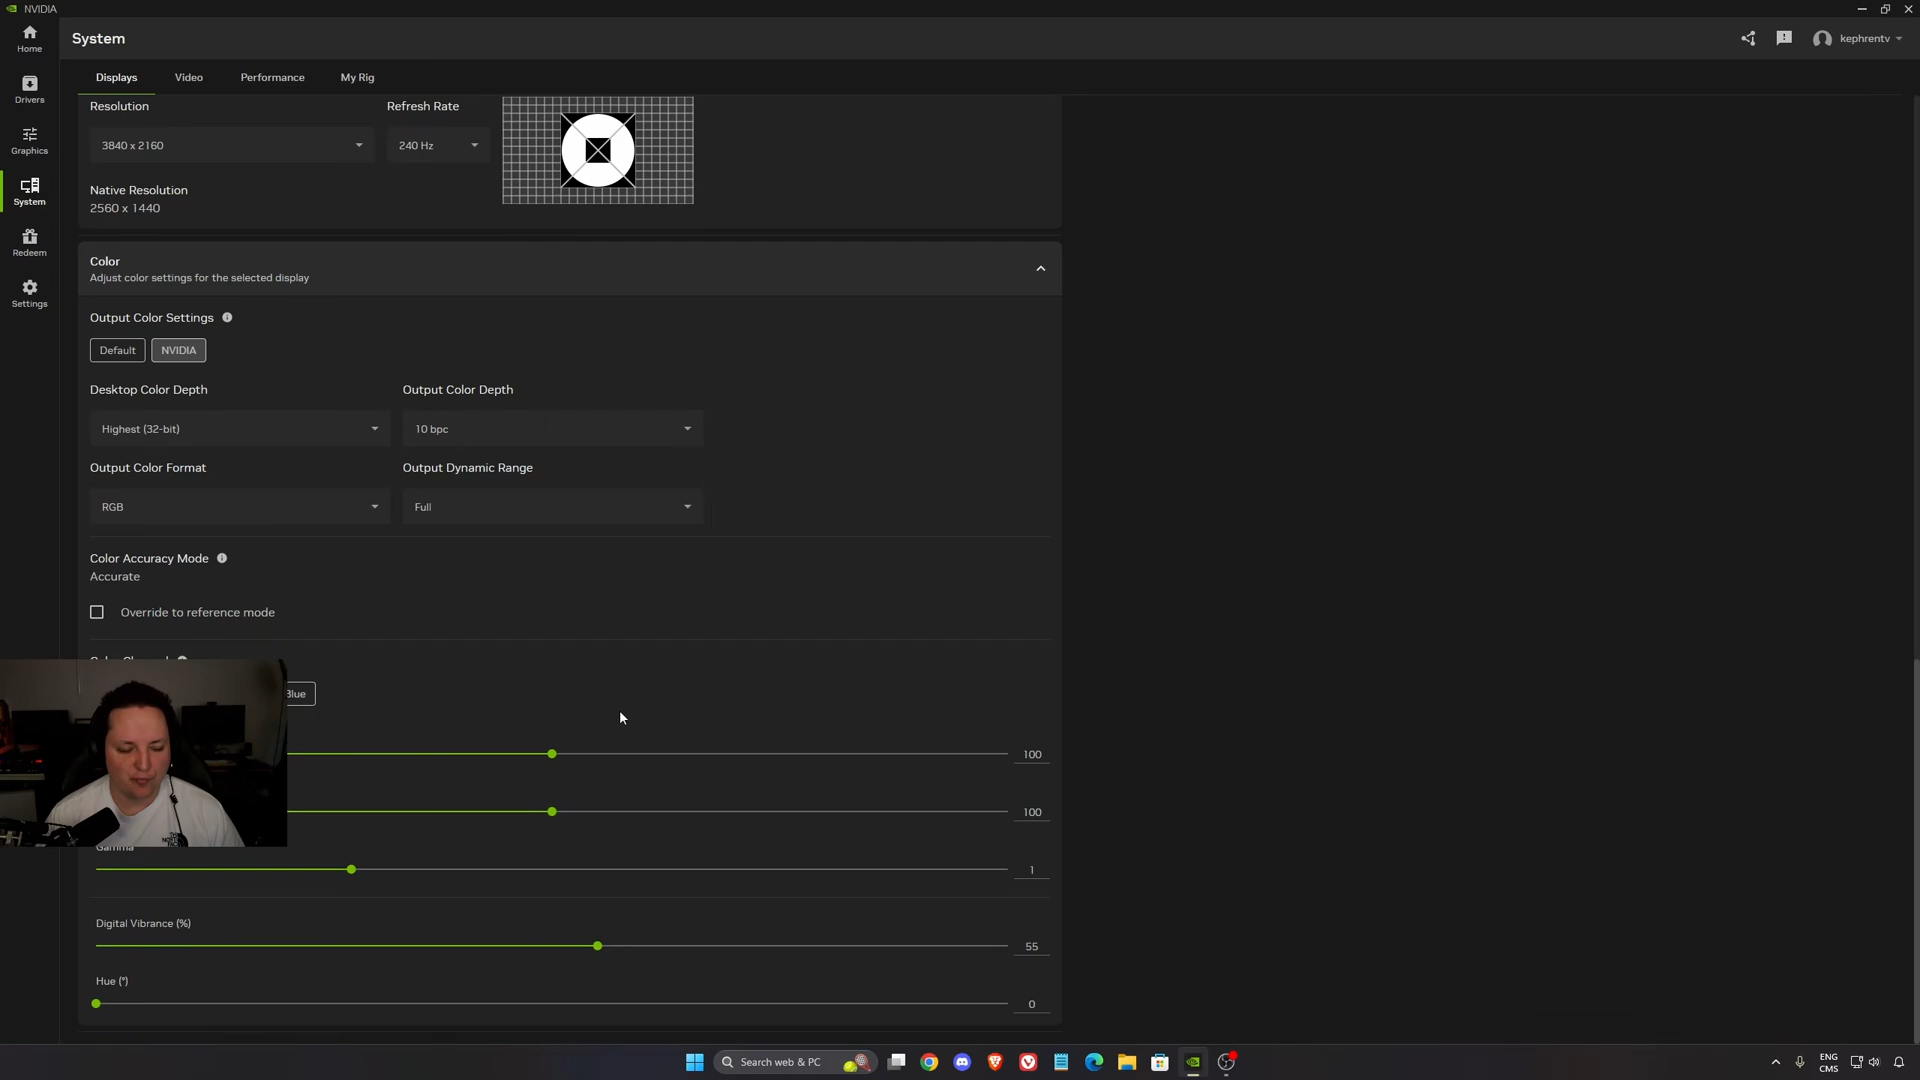 NVIDIA
Home
Drivers
Graphics
System
Redeem
Settings
System
kephrentv
Displays
Video
Performance
My Rig
Resolution
Refresh Rate
3840 x 2160
240 Hz
Native Resolution
2560 x 1440
Color
Adjust color settings for the selected display
Output Color Settings
Default
NVIDIA
Desktop Color Depth
Output Color Depth
Highest (32-bit)
10 bpc
Output Color Format
Output Dynamic Range
RGB
Full
Color Accuracy Mode
Accurate
Override to reference mode
Blue
100
100
Gamma
1
Digital Vibrance (%)
55
Hue (°)
0
Search web & PC
ENG
CMS